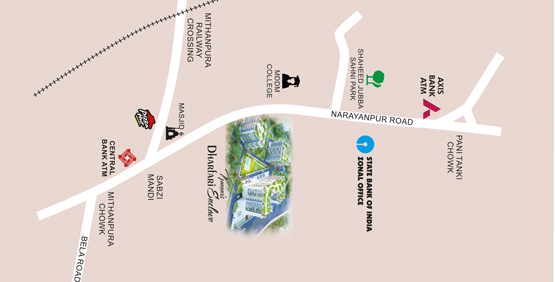 MITHANPURA
RAILWAY
CROSSING
MDDM
COLLEGE
SHAHEED JUBBA
SAHNI PARK
AXIS
BANK
ATM
NARAYANPUR ROAD
PANI TANKI
CHOWK
STATE BANK OF INDIA
ZONAL OFFICE
MASJID
CENTRAL
BANK ATM
SABZI
MANDI
MITHANPURA
CHOWK
BELA ROAD
Enclave